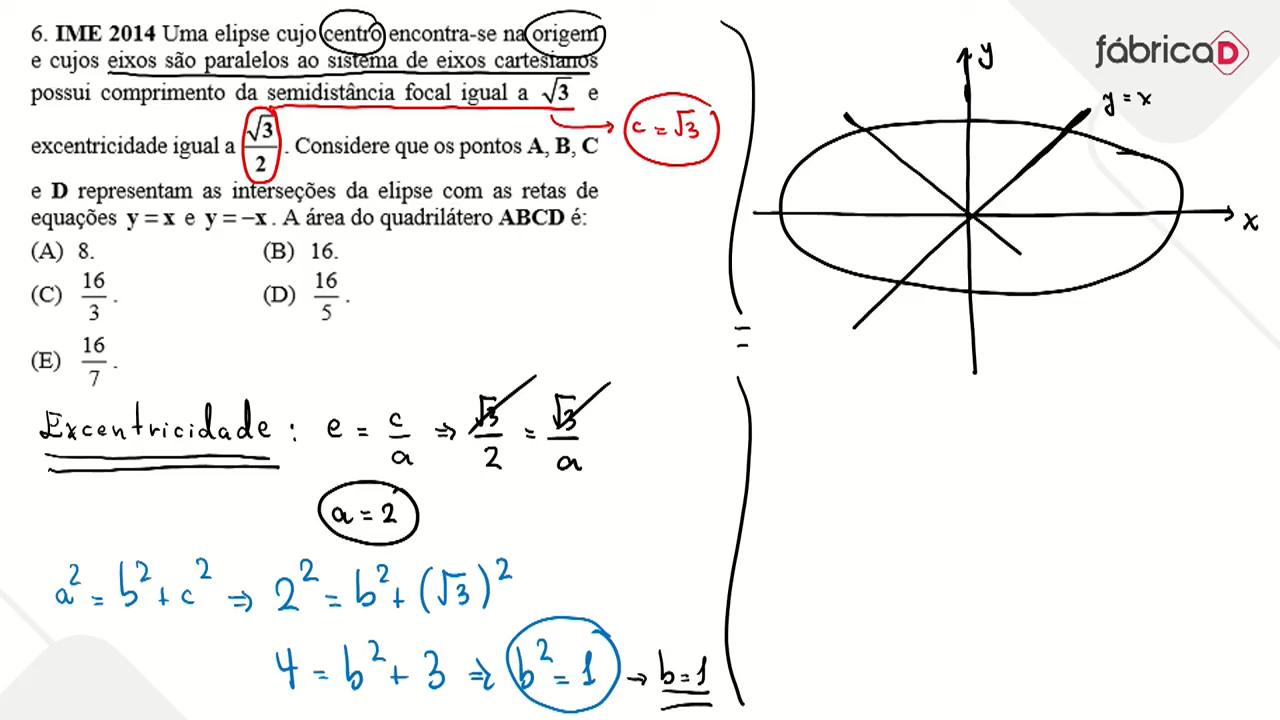 6. IME 2014 Uma elipse cujo centro encontra-se na origem
e cujos eixos são paralelos ao sistema de eixos cartesianos
possui comprimento da semidistância focal igual a √3 e
excentricidade igual a √3/2 . Considere que os pontos A, B, C
e D representam as interseções da elipse com as retas de
equações y = x e y = –x . A área do quadrilátero ABCD é:
(A) 8. (B) 16.
(C) 16/3 . (D) 16/5 .
(E) 16/7 .
c = √3
Excentricidade : e = c/a ⇒ √3/2 = √3/a
a = 2
a² = b² + c² ⇒ 2² = b² + (√3)²
4 = b² + 3 ⇒ b² = 1 → b = 1
fábricaD
y
y = x
x